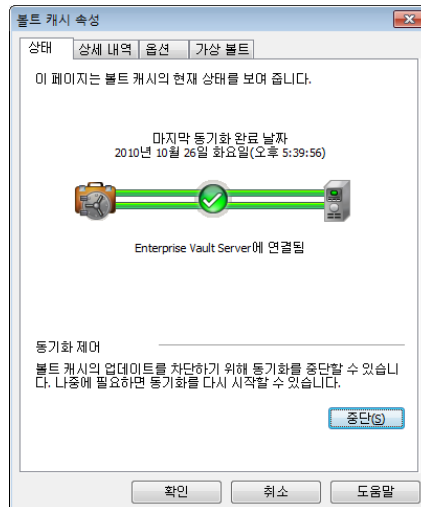 볼트 캐시 속성
상태 상세 내역 옵션 가상 볼트
이 페이지는 볼트 캐시의 현재 상태를 보여 줍니다.
마지막 동기화 완료 날짜
2010년 10월 26일 화요일(오후 5:39:56)
Enterprise Vault Server에 연결됨
동기화 제어
볼트 캐시의 업데이트를 차단하기 위해 동기화를 중단할 수 있습니
다. 나중에 필요하면 동기화를 다시 시작할 수 있습니다.
중단(S)
확인 취소 도움말